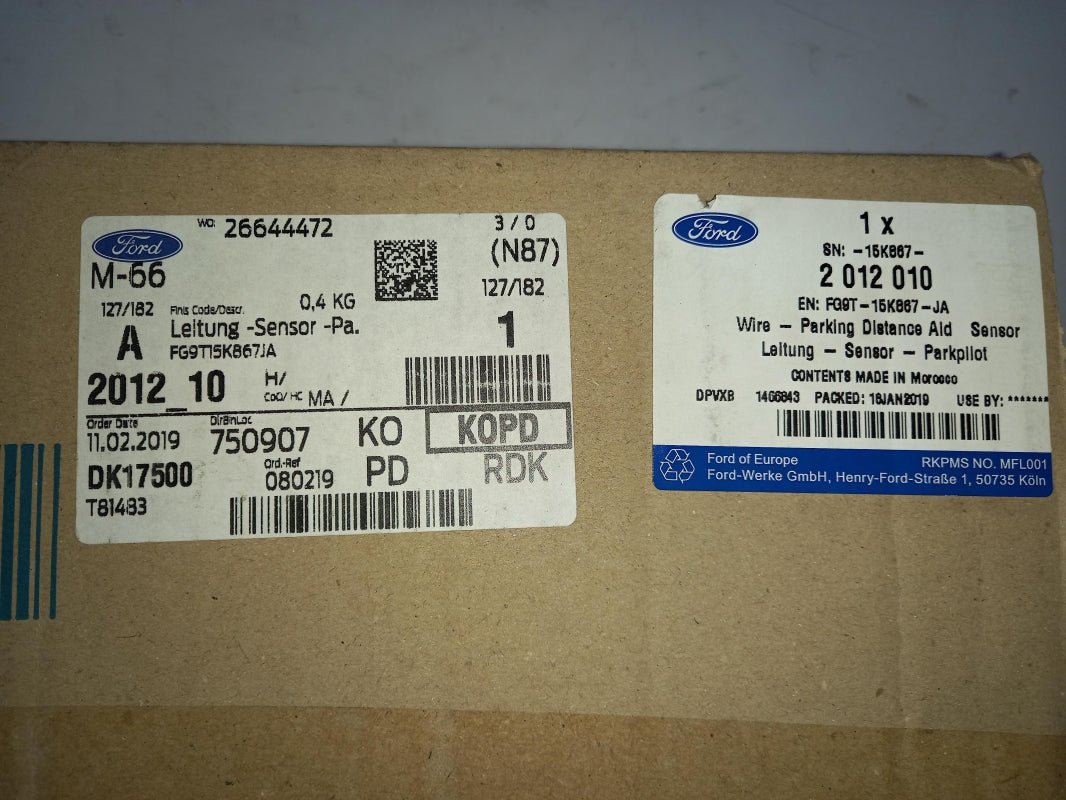 Ford
WO: 26644472
3 / 0
M-66
(N87)
127/182
Finis Code/Descr.
0,4 KG
127/182
A
Leitung -Sensor -Pa.
1
FG9T15K867JA
2012_10
H/
CoO/ HC MA /
Order Date
DirBinLoc
11.02.2019
750907
KO
KOPD
DK17500
Ord.-Ref
080219
PD
RDK
T81483
Ford
1 x
SN: -15K867-
2 012 010
EN: FG9T-15K867-JA
Wire - Parking Distance Aid Sensor
Leitung - Sensor - Parkpilot
CONTENTS MADE IN Morocco
DPVXB 1466843 PACKED: 16JAN2019 USE BY: *******
Ford of Europe
RKPMS NO. MFL001
Ford-Werke GmbH, Henry-Ford-Straße 1, 50735 Köln